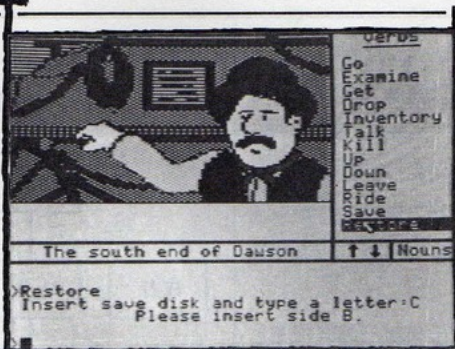 Verbs
Go
Examine
Get
Drop
Inventory
Talk
Kill
Up
Down
Leave
Ride
Save
Restore
The south end of Dawson
↑ ↓ Nouns
>Restore
Insert save disk and type a letter:C
Please insert side B.
>